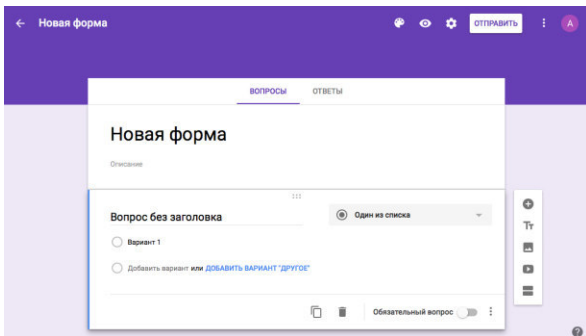 Новая форма
ОТПРАВИТЬ
A
ВОПРОСЫ ОТВЕТЫ
Новая форма
Описание
Вопрос без заголовка
Один из списка
Вариант 1
Добавить вариант или ДОБАВИТЬ ВАРИАНТ "ДРУГОЕ"
Тт
Обязательный вопрос